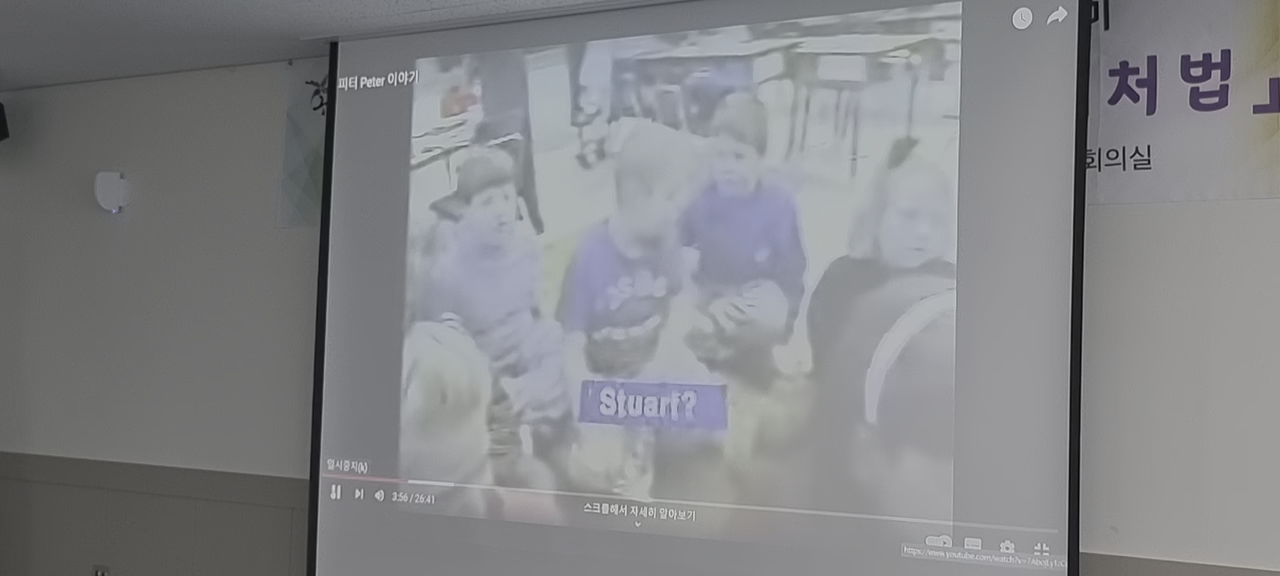 피터 Peter 이야기
처법
회의실
Stuart?
일시중지(k)
3:56 / 26:41
스크롤해서 자세히 알아보기